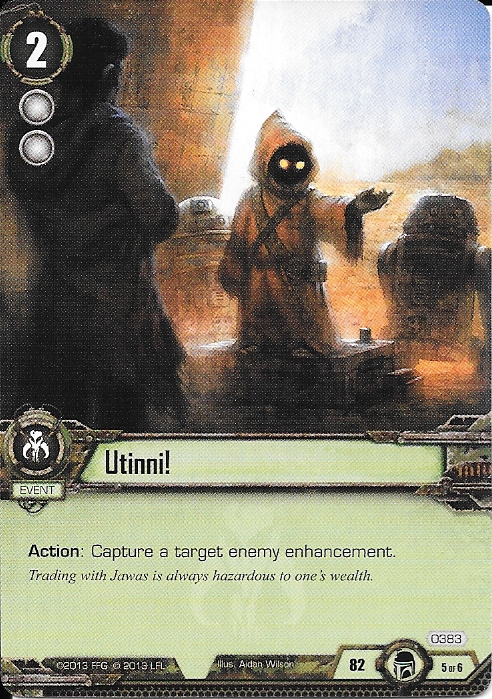 2
Utinni!
EVENT
Action: Capture a target enemy enhancement.
Trading with Jawas is always hazardous to one's wealth.
0383
©2013 FFG © 2013 LFL
Illus. Aidan Wilson
82
5 OF 6